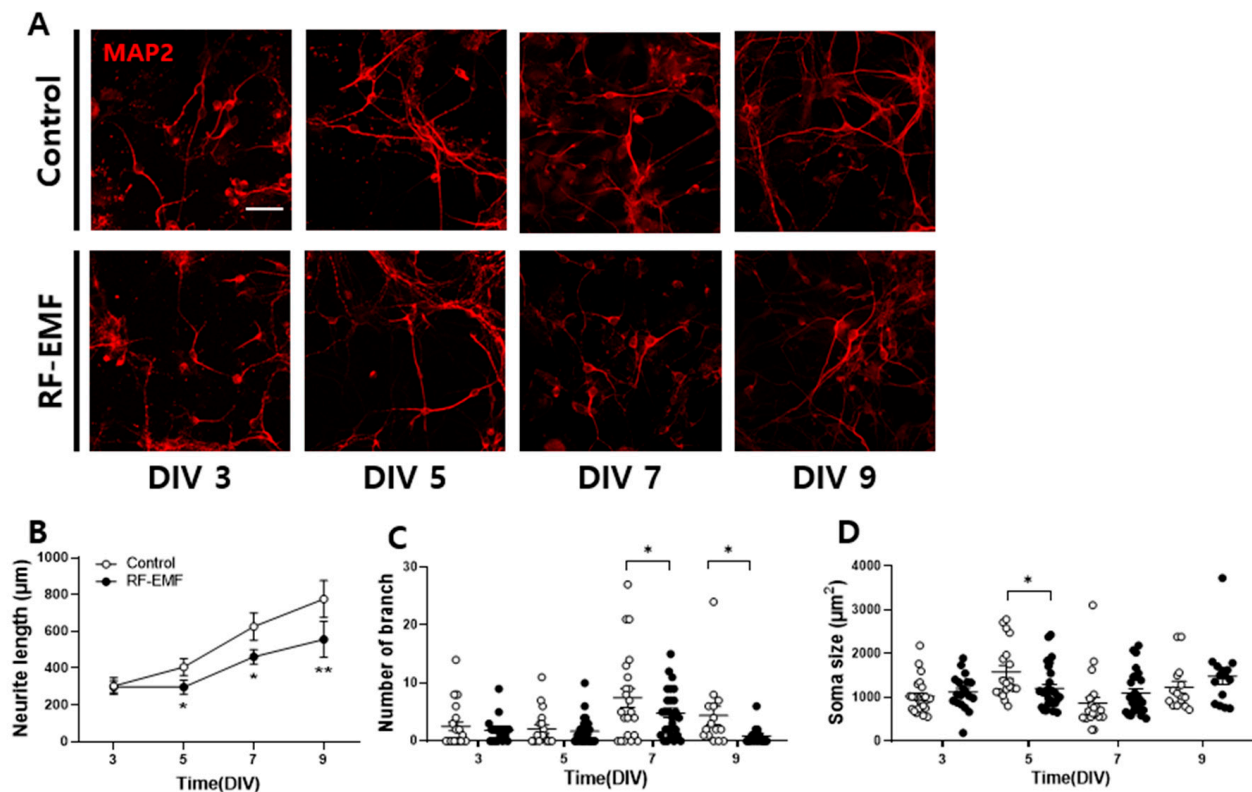 A
MAP2
Control
RF-EMF
DIV 3 DIV 5 DIV 7 DIV 9
B
Neurite length (µm)
1000
800
600
400
200
0
Control
RF-EMF
*
*
**
3 5 7 9
Time(DIV)
C
Number of branch
30
20
10
0
*
*
3 5 7 9
Time(DIV)
D
Soma size (µm²)
4000
3000
2000
1000
0
*
3 5 7 9
Time(DIV)